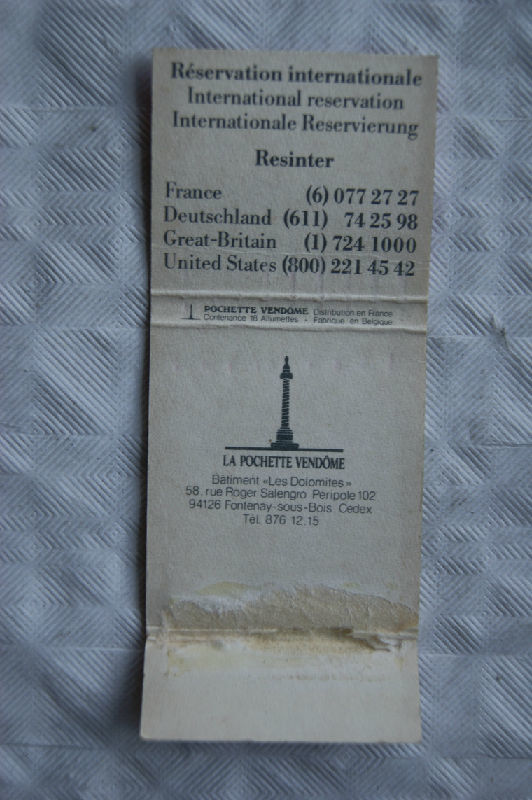 Réservation internationale
International reservation
Internationale Reservierung
Resinter
France (6) 077 27 27
Deutschland (611) 74 25 98
Great-Britain (1) 724 1000
United States (800) 221 45 42
POCHETTE VENDÔME Distribution en France
Contenance 18 Allumettes - Fabriqué en Belgique
LA POCHETTE VENDÔME
Batiment «Les Dolomites»
58, rue Roger Salengro Peripole 102
94126 Fontenay-sous-Bois Cedex
Tél. 876 12.15